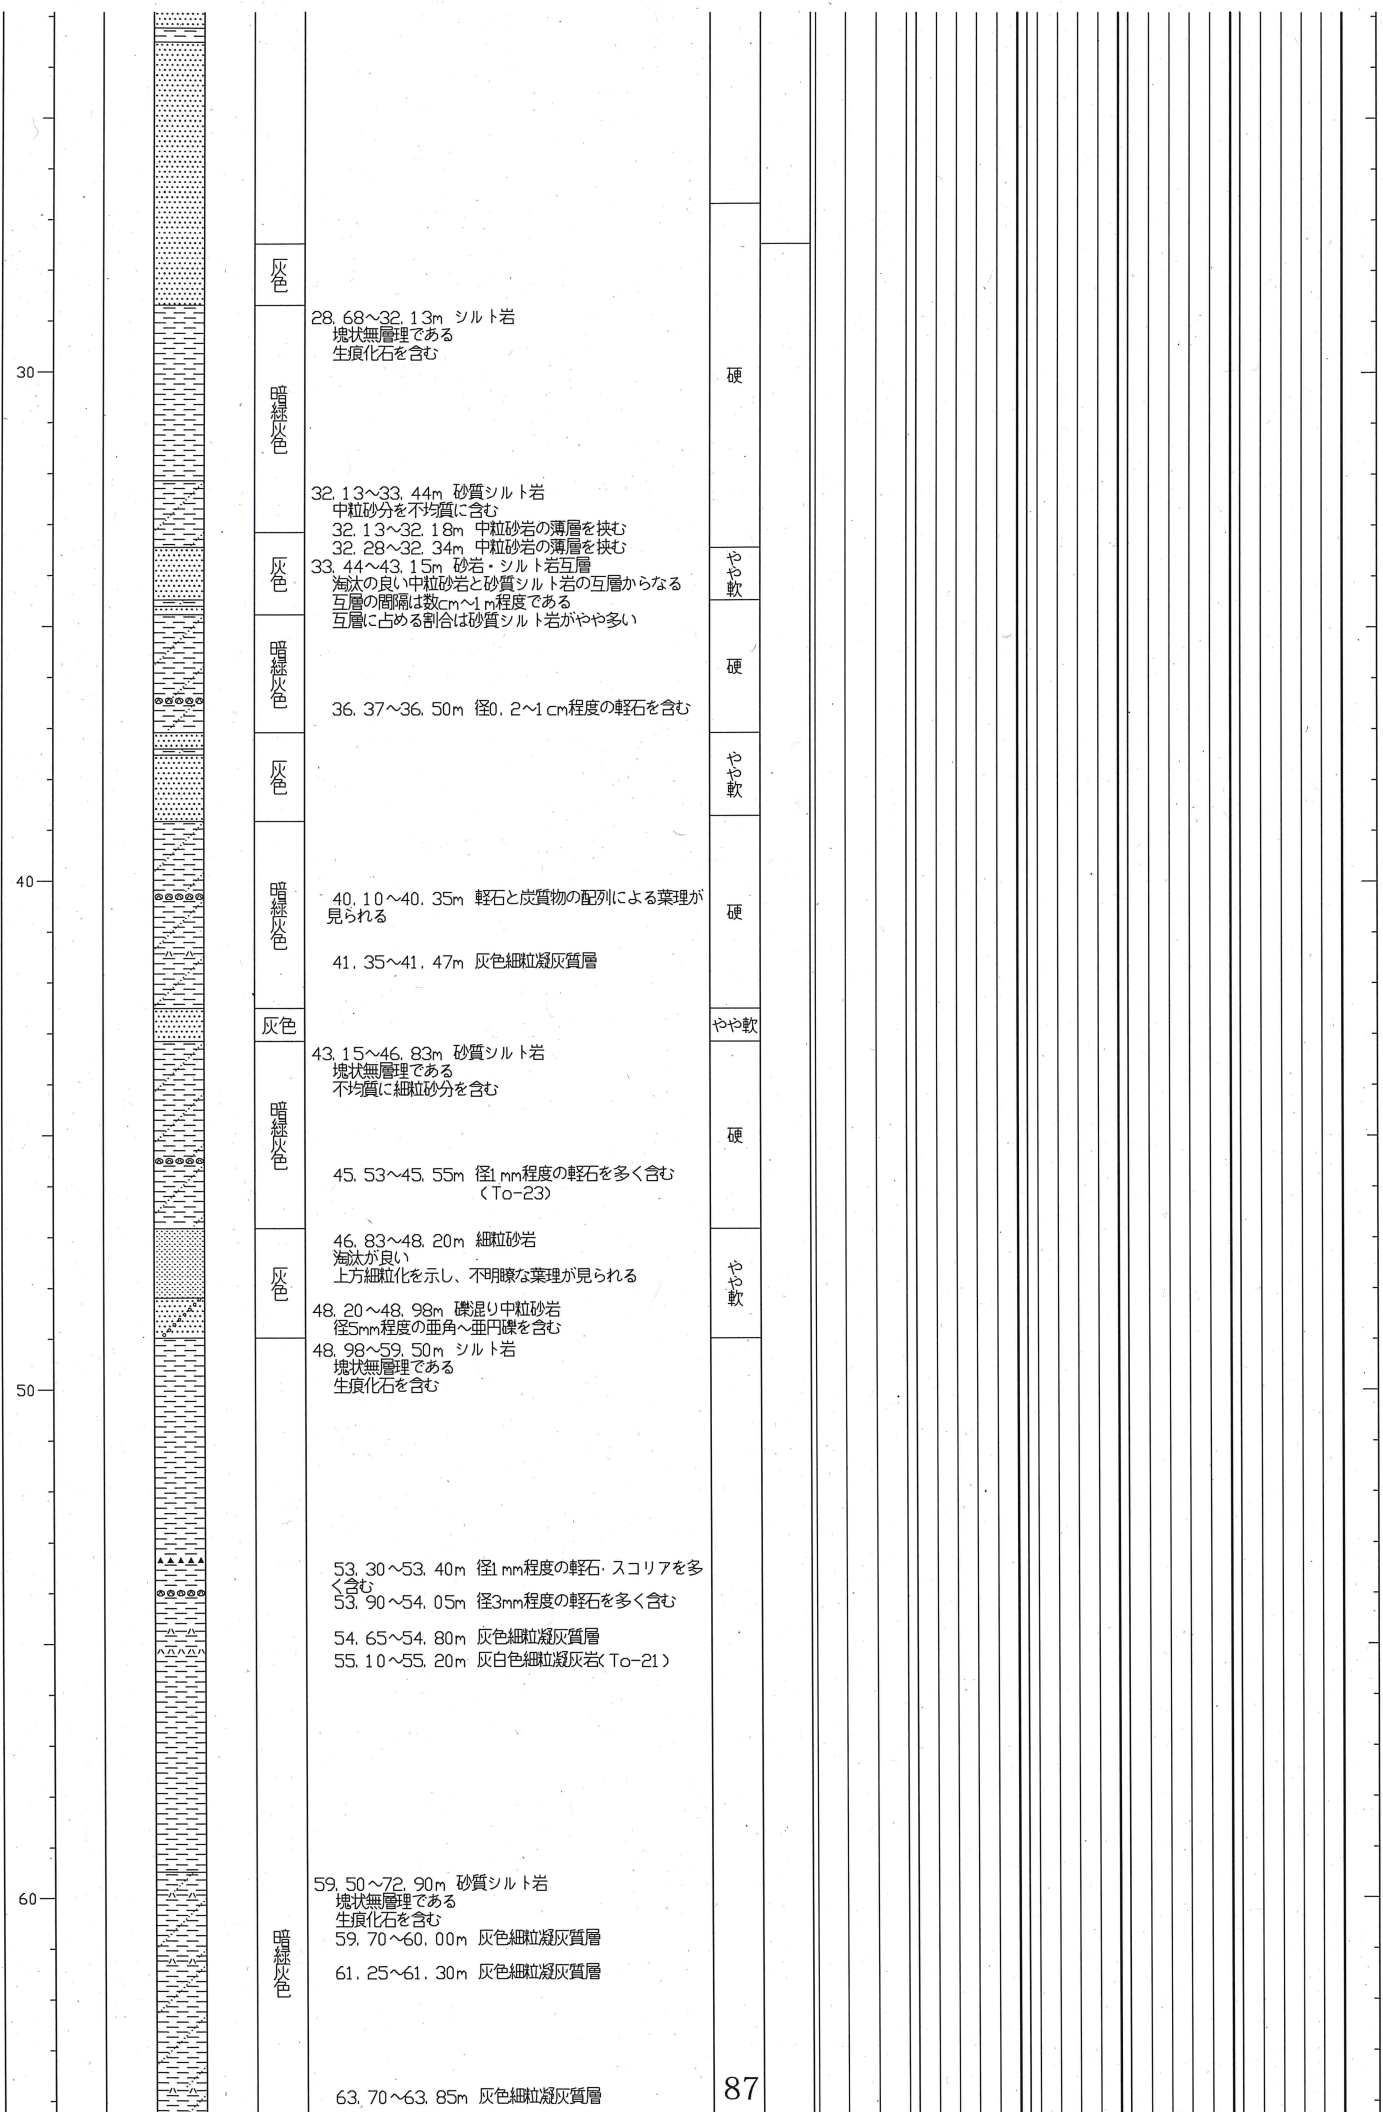 灰色
28.68～32.13m シルト岩
塊状無層理である
生痕化石を含む
30
硬
暗緑灰色
32.13～33.44m 砂質シルト岩
中粒砂分を不均質に含む
32.13～32.18m 中粒砂岩の薄層を挟む
32.28～32.34m 中粒砂岩の薄層を挟む
灰色
やや軟
33.44～43.15m 砂岩・シルト岩互層
淘汰の良い中粒砂岩と砂質シルト岩の互層からなる
互層の間隔は数cm～1m程度である
互層に占める割合は砂質シルト岩がやや多い
暗緑灰色
硬
36.37～36.50m 径0.2～1cm程度の軽石を含む
灰色
やや軟
40
暗緑灰色
40.10～40.35m 軽石と炭質物の配列による葉理が
見られる
硬
41.35～41.47m 灰色細粒凝灰質層
灰色
やや軟
43.15～46.83m 砂質シルト岩
塊状無層理である
不均質に細粒砂分を含む
暗緑灰色
硬
45.53～45.55m 径1mm程度の軽石を多く含む
(To-23)
46.83～48.20m 細粒砂岩
淘汰が良い
上方細粒化を示し、不明瞭な葉理が見られる
灰色
やや軟
48.20～48.98m 礫混り中粒砂岩
径5mm程度の亜角～亜円礫を含む
48.98～59.50m シルト岩
塊状無層理である
生痕化石を含む
50
53.30～53.40m 径1mm程度の軽石・スコリアを多
く含む
53.90～54.05m 径3mm程度の軽石を多く含む
54.65～54.80m 灰色細粒凝灰質層
55.10～55.20m 灰白色細粒凝灰岩(To-21)
59.50～72.90m 砂質シルト岩
60
塊状無層理である
生痕化石を含む
59.70～60.00m 灰色細粒凝灰質層
暗緑灰色
61.25～61.30m 灰色細粒凝灰質層
63.70～63.85m 灰色細粒凝灰質層
87